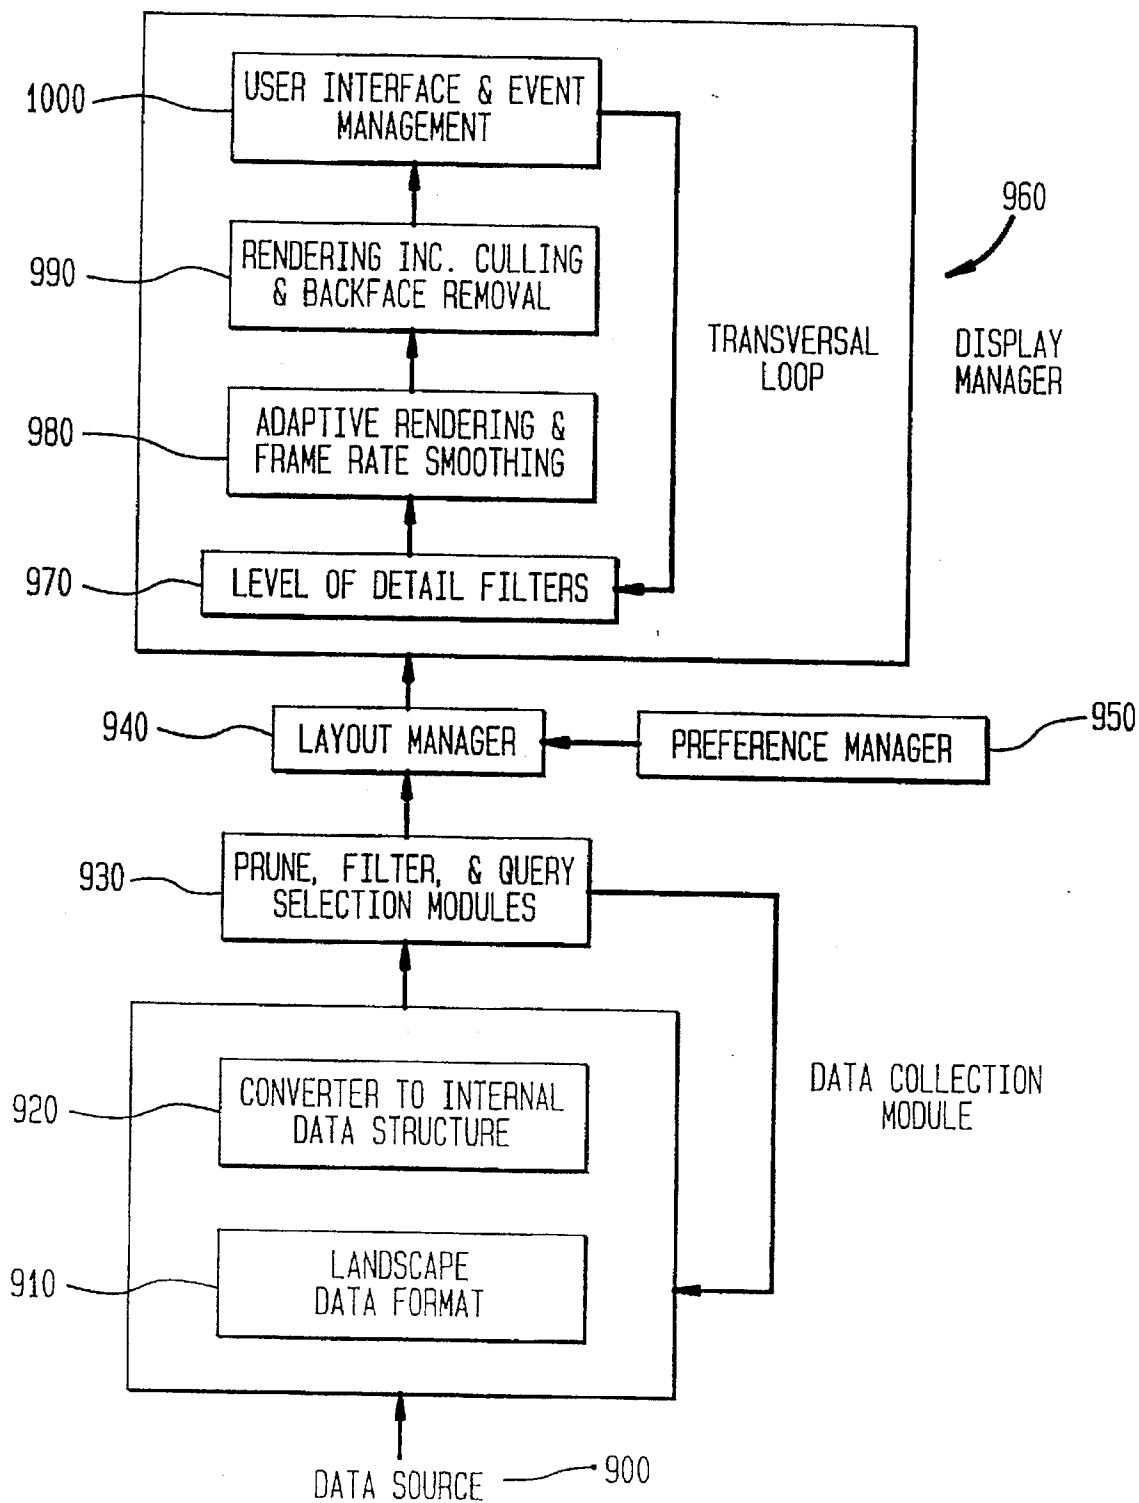 1000
USER INTERFACE & EVENT
MANAGEMENT
960
990
RENDERING INC. CULLING
& BACKFACE REMOVAL
TRANSVERSAL
LOOP
DISPLAY
MANAGER
980
ADAPTIVE RENDERING &
FRAME RATE SMOOTHING
970
LEVEL OF DETAIL FILTERS
940
LAYOUT MANAGER
PREFERENCE MANAGER
950
930
PRUNE, FILTER, & QUERY
SELECTION MODULES
920
CONVERTER TO INTERNAL
DATA STRUCTURE
DATA COLLECTION
MODULE
910
LANDSCAPE
DATA FORMAT
DATA SOURCE
900